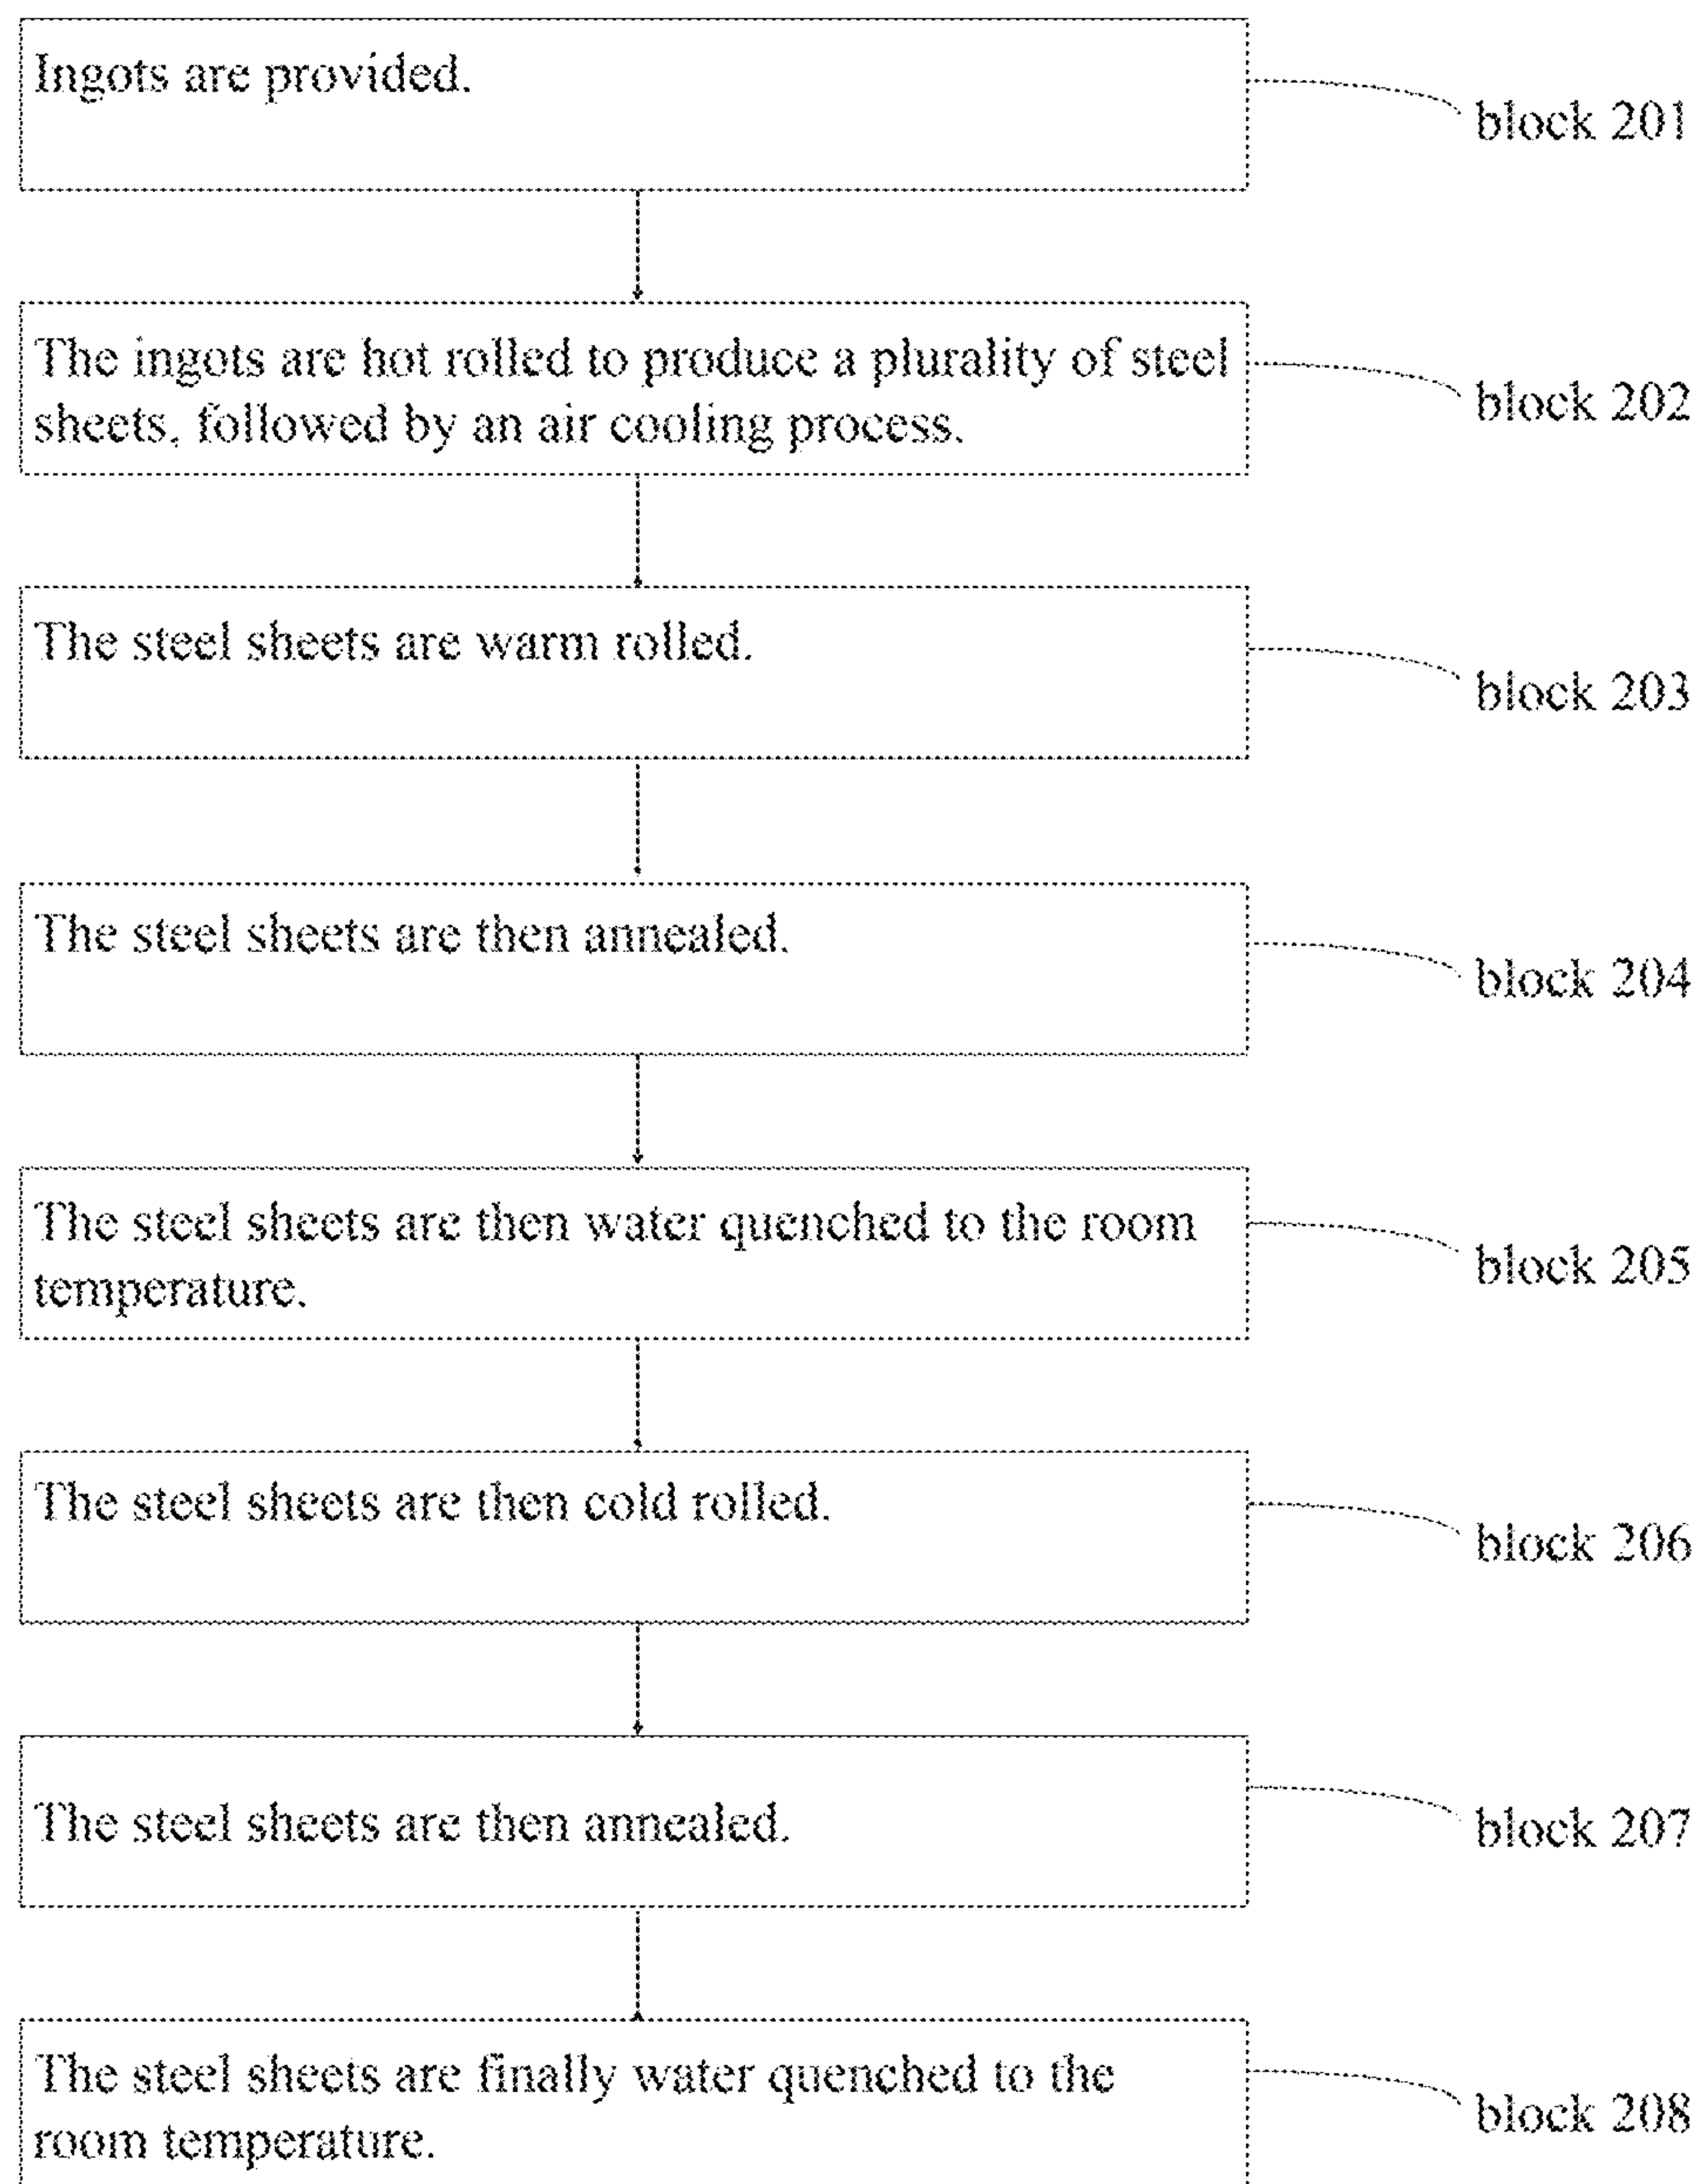 Ingots are provided.
block 201
The ingots are hot rolled to produce a plurality of steel
sheets, followed by an air cooling process.
block 202
The steel sheets are warm rolled.
block 203
The steel sheets are then annealed.
block 204
The steel sheets are then water quenched to the room
temperature.
block 205
The steel sheets are then cold rolled.
block 206
The steel sheets are then annealed.
block 207
The steel sheets are finally water quenched to the
room temperature.
block 208